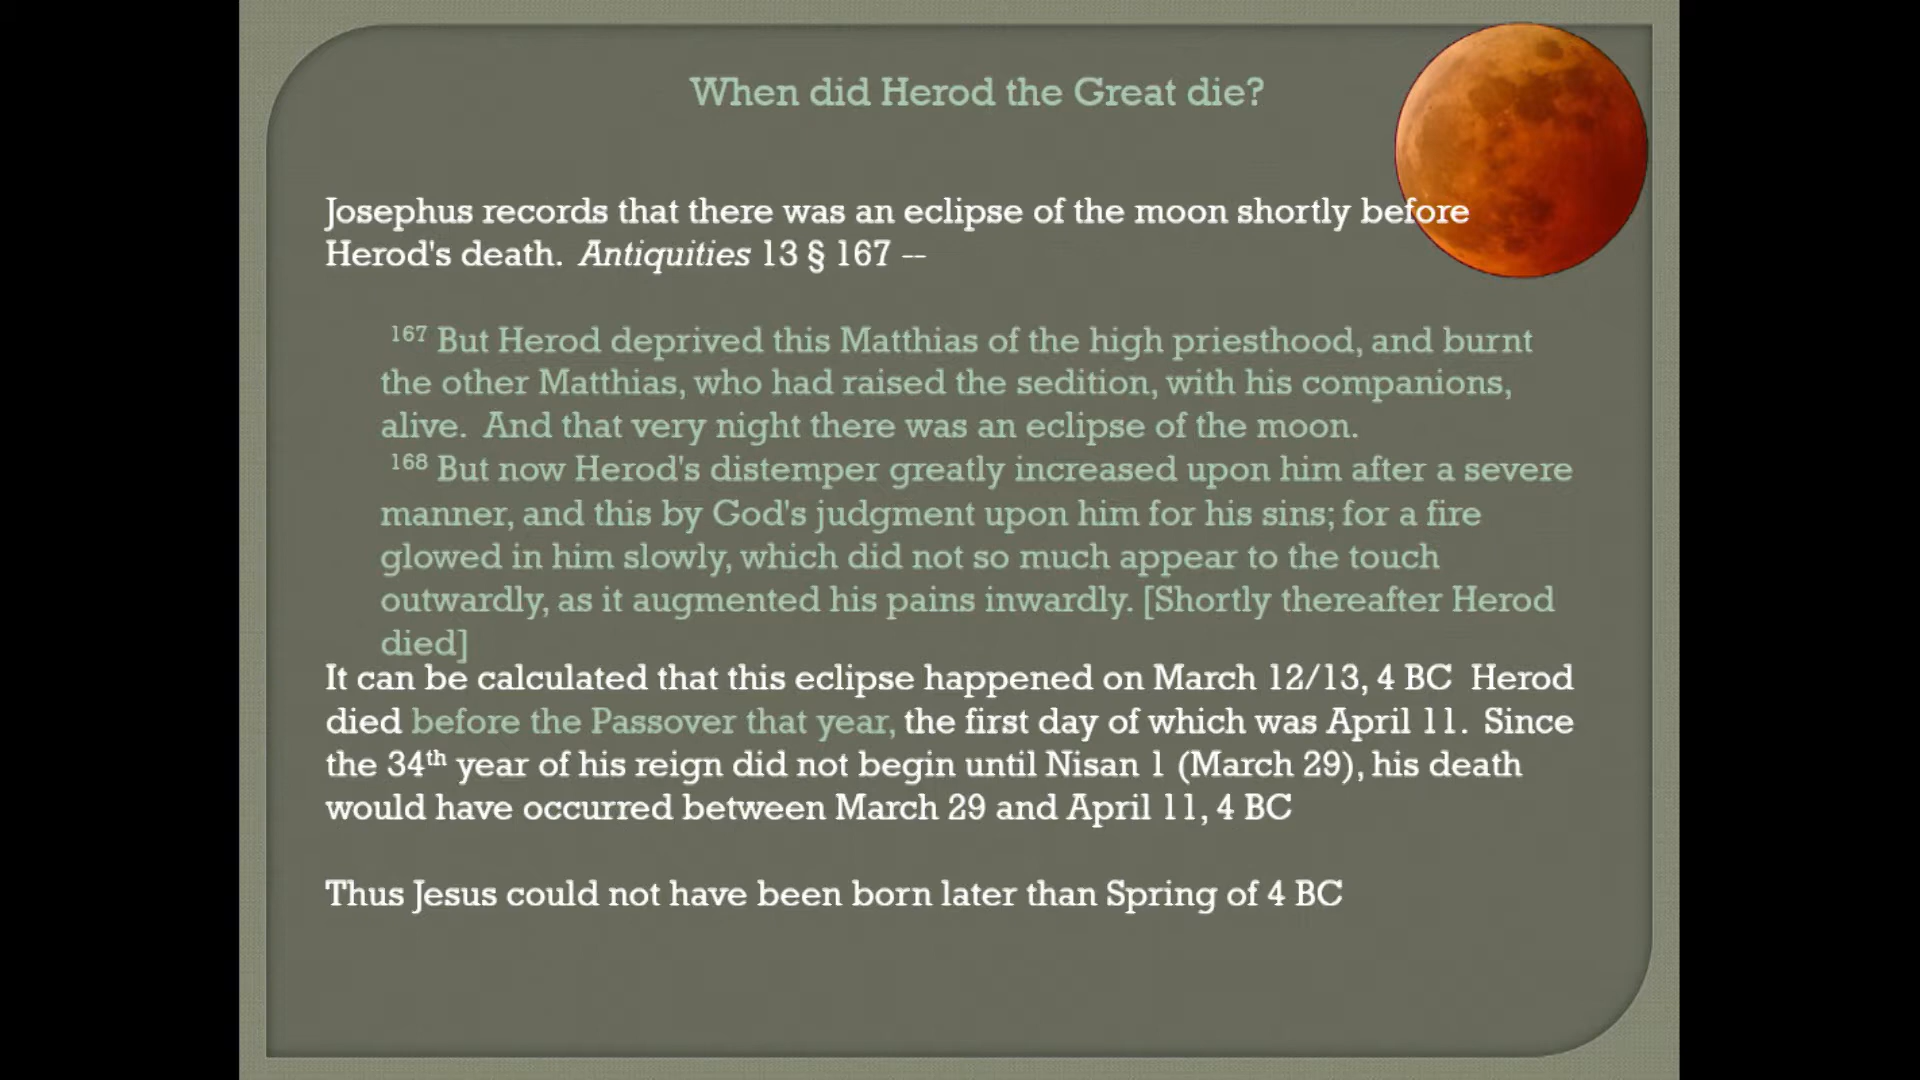 When did Herod the Great die?
Josephus records that there was an eclipse of the moon shortly before
Herod's death. Antiquities 13 § 167 --
167 But Herod deprived this Matthias of the high priesthood, and burnt
the other Matthias, who had raised the sedition, with his companions,
alive. And that very night there was an eclipse of the moon.
168 But now Herod's distemper greatly increased upon him after a severe
manner, and this by God's judgment upon him for his sins; for a fire
glowed in him slowly, which did not so much appear to the touch
outwardly, as it augmented his pains inwardly. [Shortly thereafter Herod
died]
It can be calculated that this eclipse happened on March 12/13, 4 BC Herod
died before the Passover that year, the first day of which was April 11. Since
the 34th year of his reign did not begin until Nisan 1 (March 29), his death
would have occurred between March 29 and April 11, 4 BC
Thus Jesus could not have been born later than Spring of 4 BC